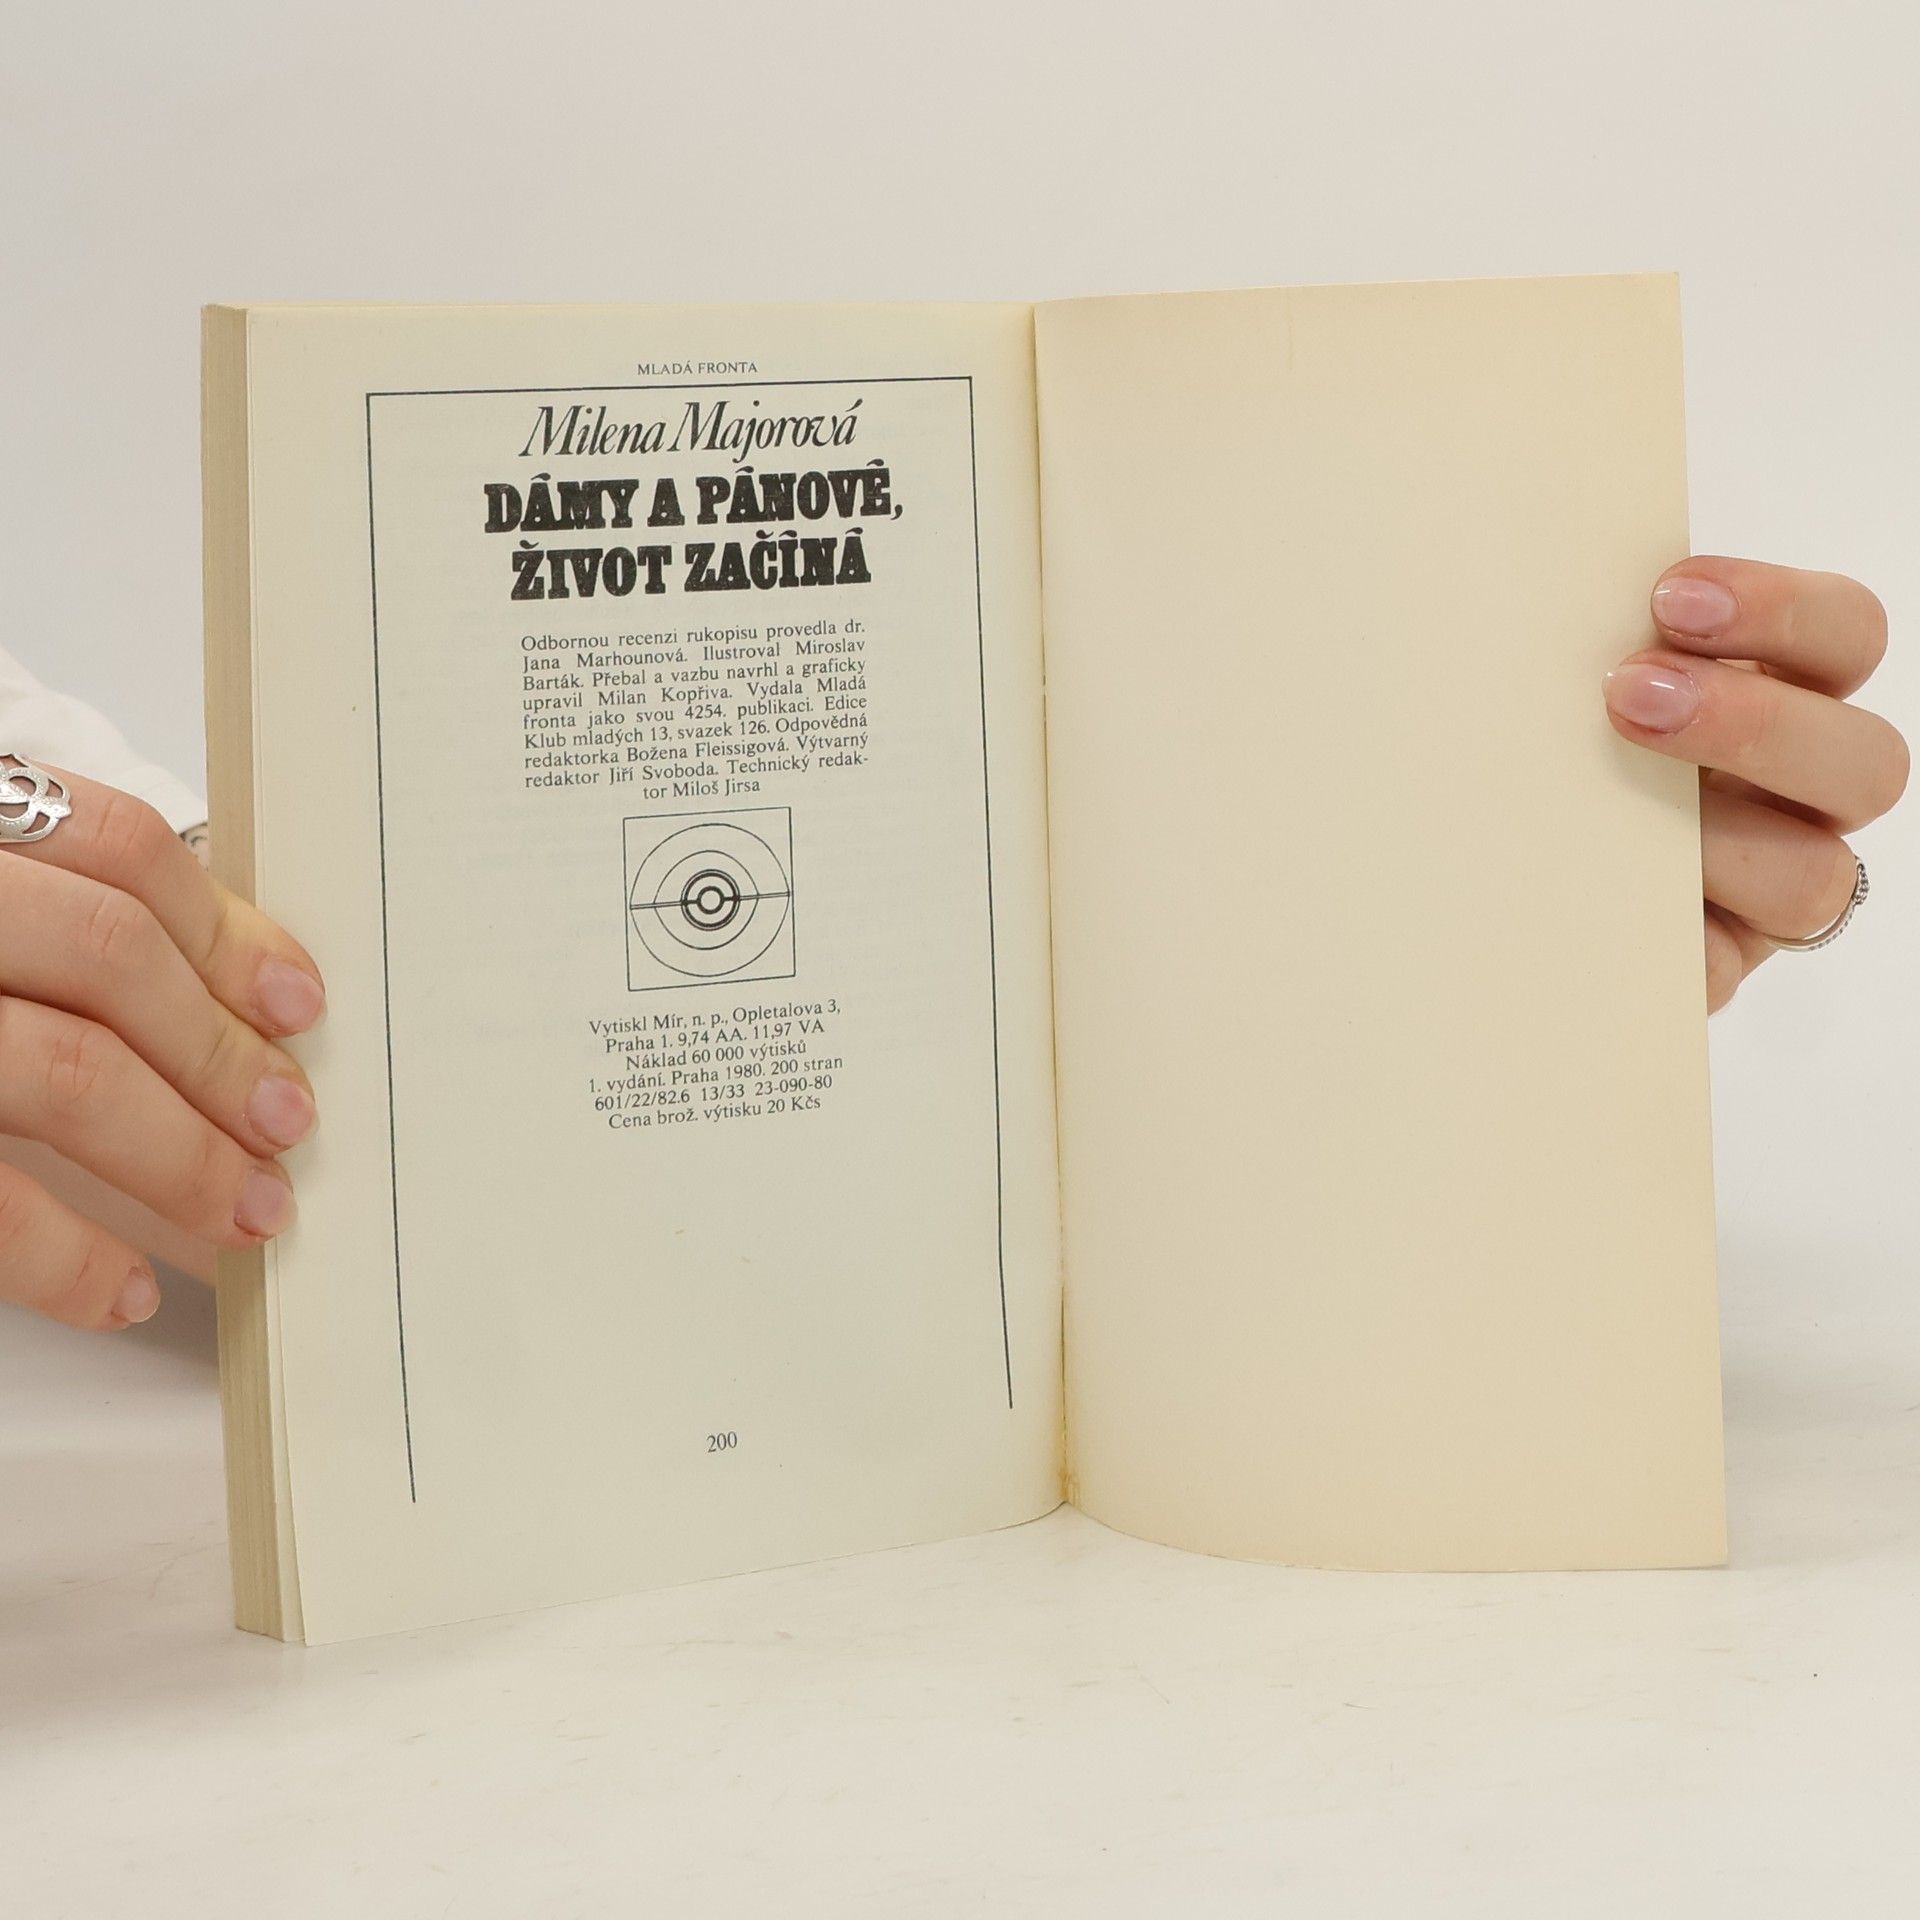 MLADÁ FRONTA
Milena Majorová
DÁMY A PÁNOVÉ,
ŽIVOT ZAČÍNÁ
Odbornou recenzi rukopisu provedla dr.
Jana Marhounová. Ilustroval Miroslav
Barták. Přebal a vazbu navrhl a graficky
upravil Milan Kopřiva. Vydala Mladá
fronta jako svou 4254. publikaci. Edice
Klub mladých 13, svazek 126. Odpovědná
redaktorka Božena Fleissigová. Výtvarný
redaktor Jiří Svoboda. Technický redak-
tor Miloš Jirsa
Vytiskl Mír, n. p., Opletalova 3,
Praha 1. 9,74 AA. 11,97 VA
Náklad 60 000 výtisků
1. vydání. Praha 1980. 200 stran
601/22/82.6 13/33 23-090-80
Cena brož. výtisku 20 Kčs
200